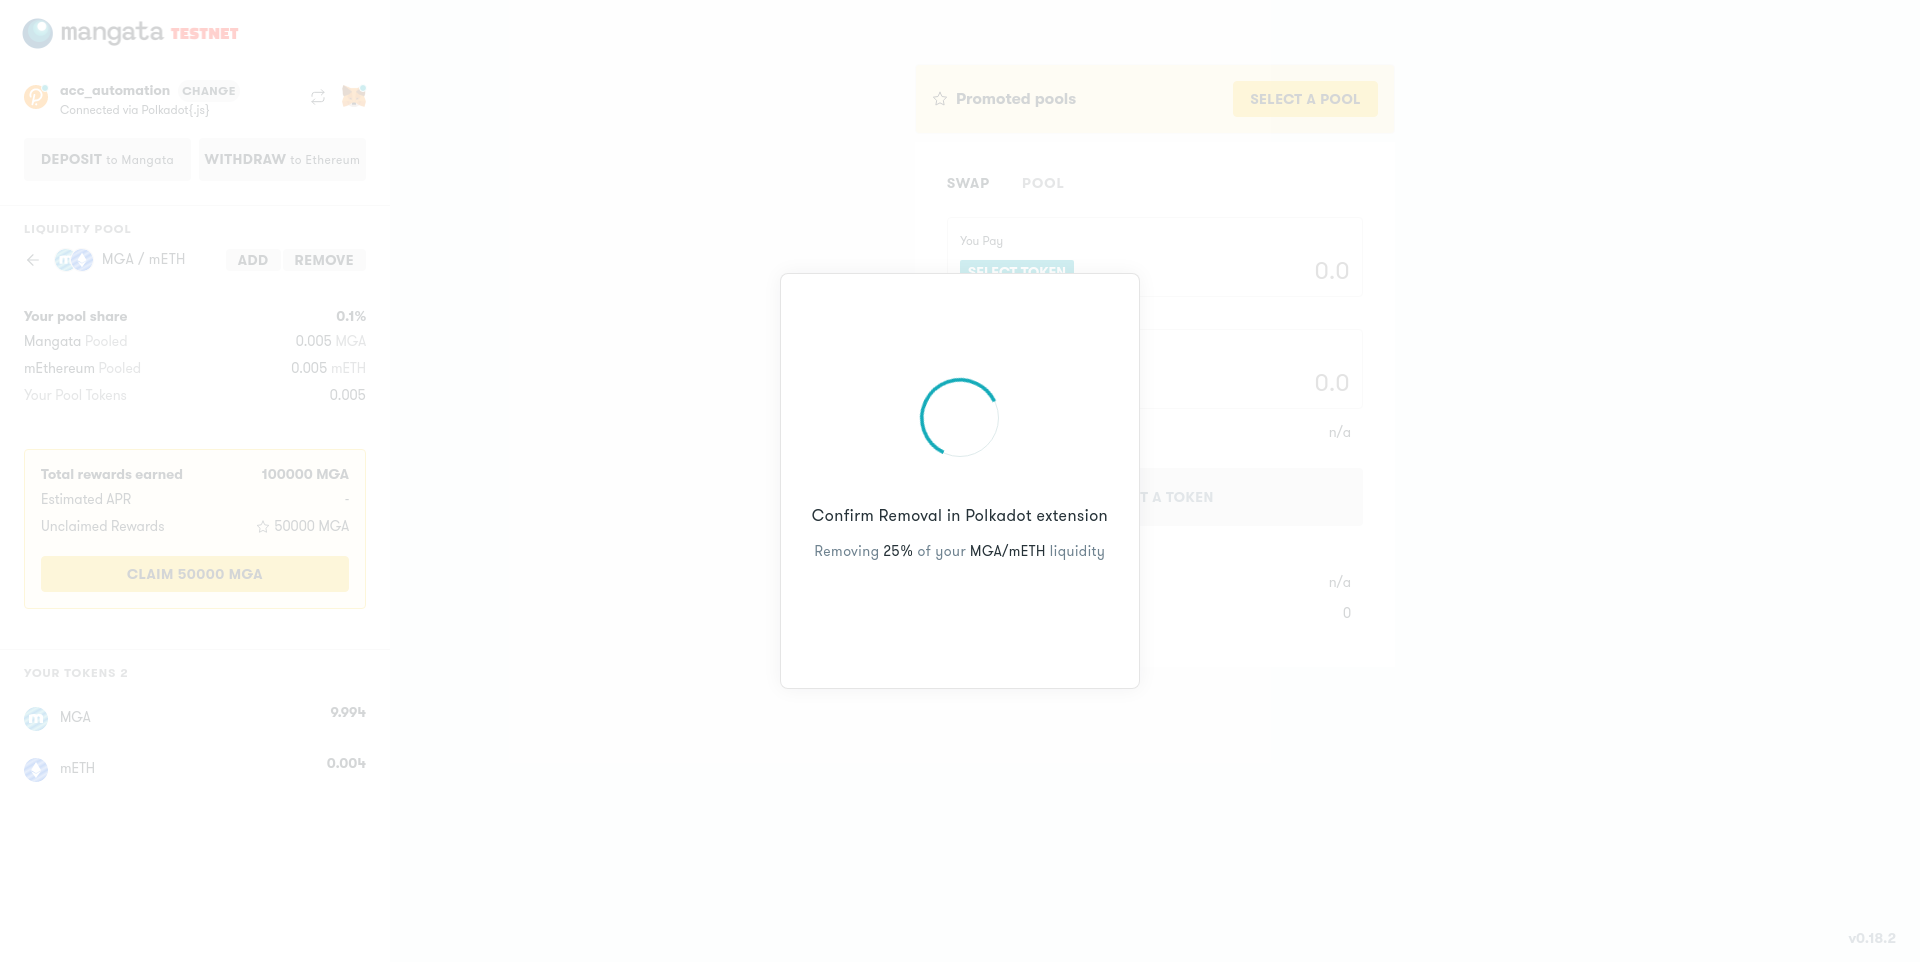 mangata TESTNET
acc_automation CHANGE
Connected via Polkadot{.js}
DEPOSIT to Mangata WITHDRAW to Ethereum
LIQUIDITY POOL
MGA / mETH ADD REMOVE
Your pool share 0.1%
Mangata Pooled 0.005 MGA
mEthereum Pooled 0.005 mETH
Your Pool Tokens 0.005
Total rewards earned 100000 MGA
Estimated APR -
Unclaimed Rewards 50000 MGA
CLAIM 50000 MGA
YOUR TOKENS 2
MGA 9.994
mETH 0.004
Promoted pools SELECT A POOL
SWAP POOL
You Pay
SELECT TOKEN 0.0
0.0
n/a
T A TOKEN
n/a
0
Confirm Removal in Polkadot extension
Removing 25% of your MGA/mETH liquidity
v0.18.2